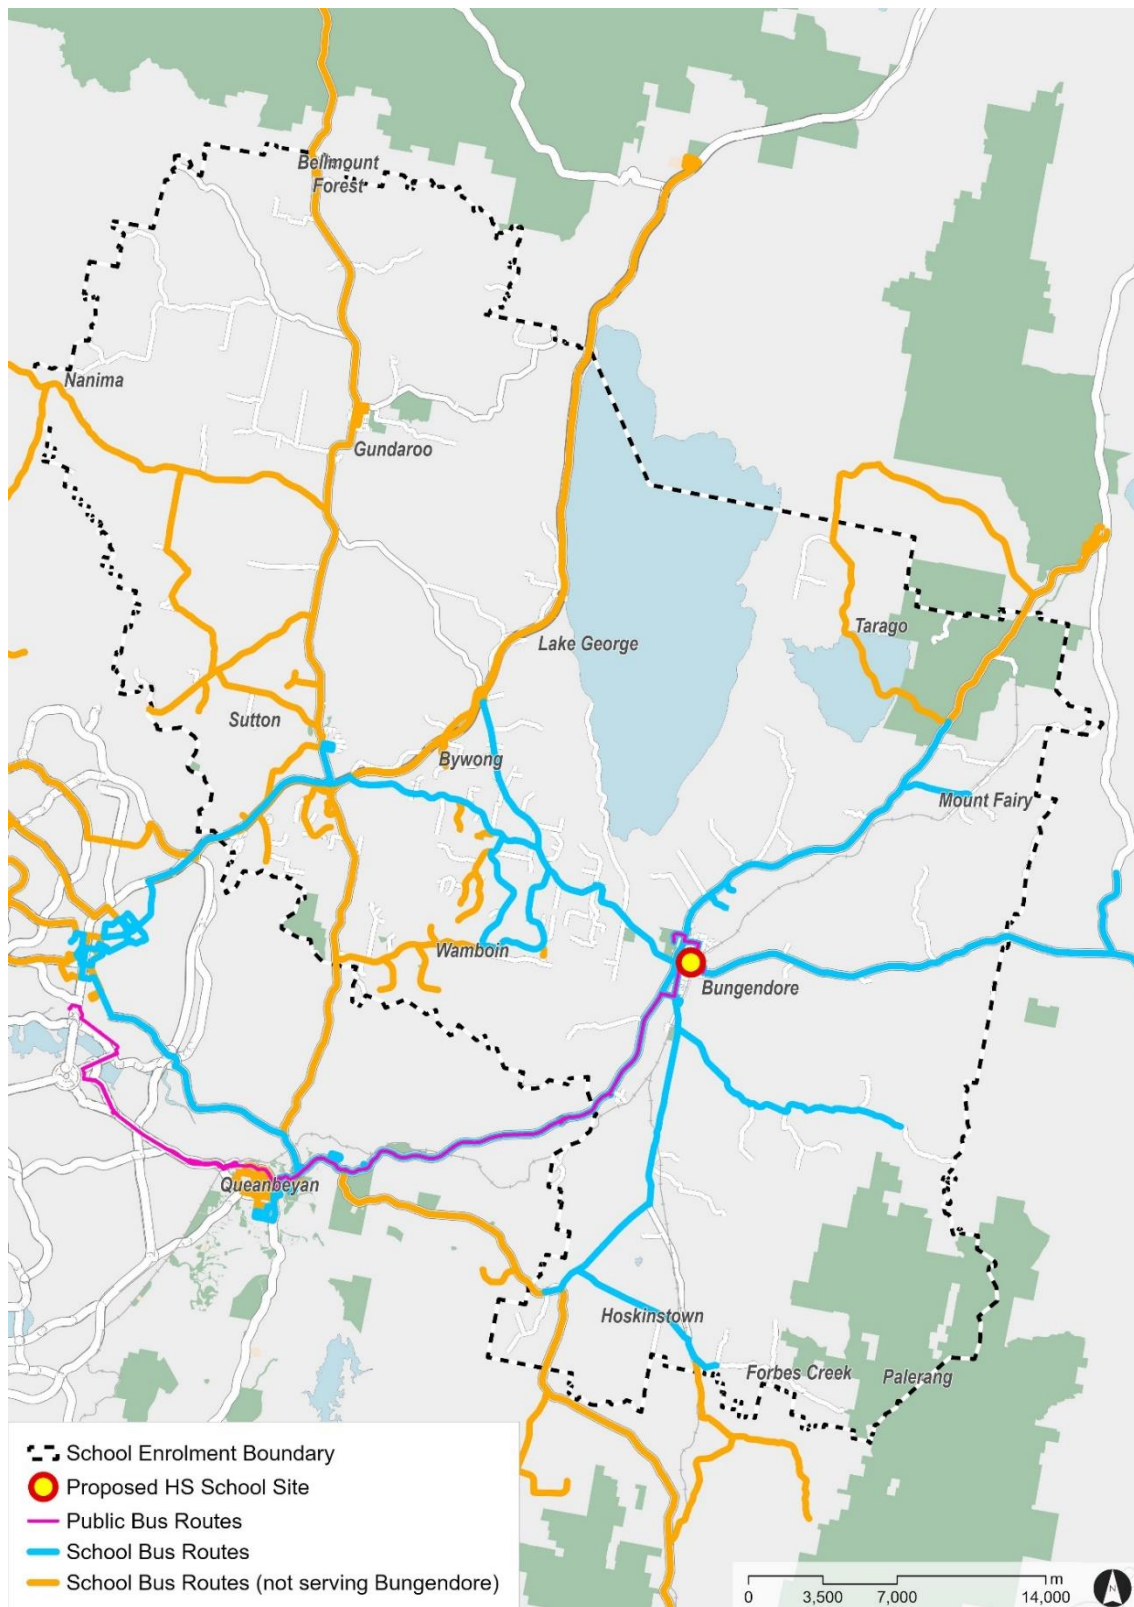 Bellmount
Forest
Nanima
Gundaroo
Tarago
Lake George
Sutton
Bywong
Mount Fairy
Wamboin
Bungendore
Queanbeyan
Hoskinstown
Forbes Creek
Palerang
School Enrolment Boundary
Proposed HS School Site
Public Bus Routes
School Bus Routes
School Bus Routes (not serving Bungendore)
m
0 3,500 7,000 14,000
N